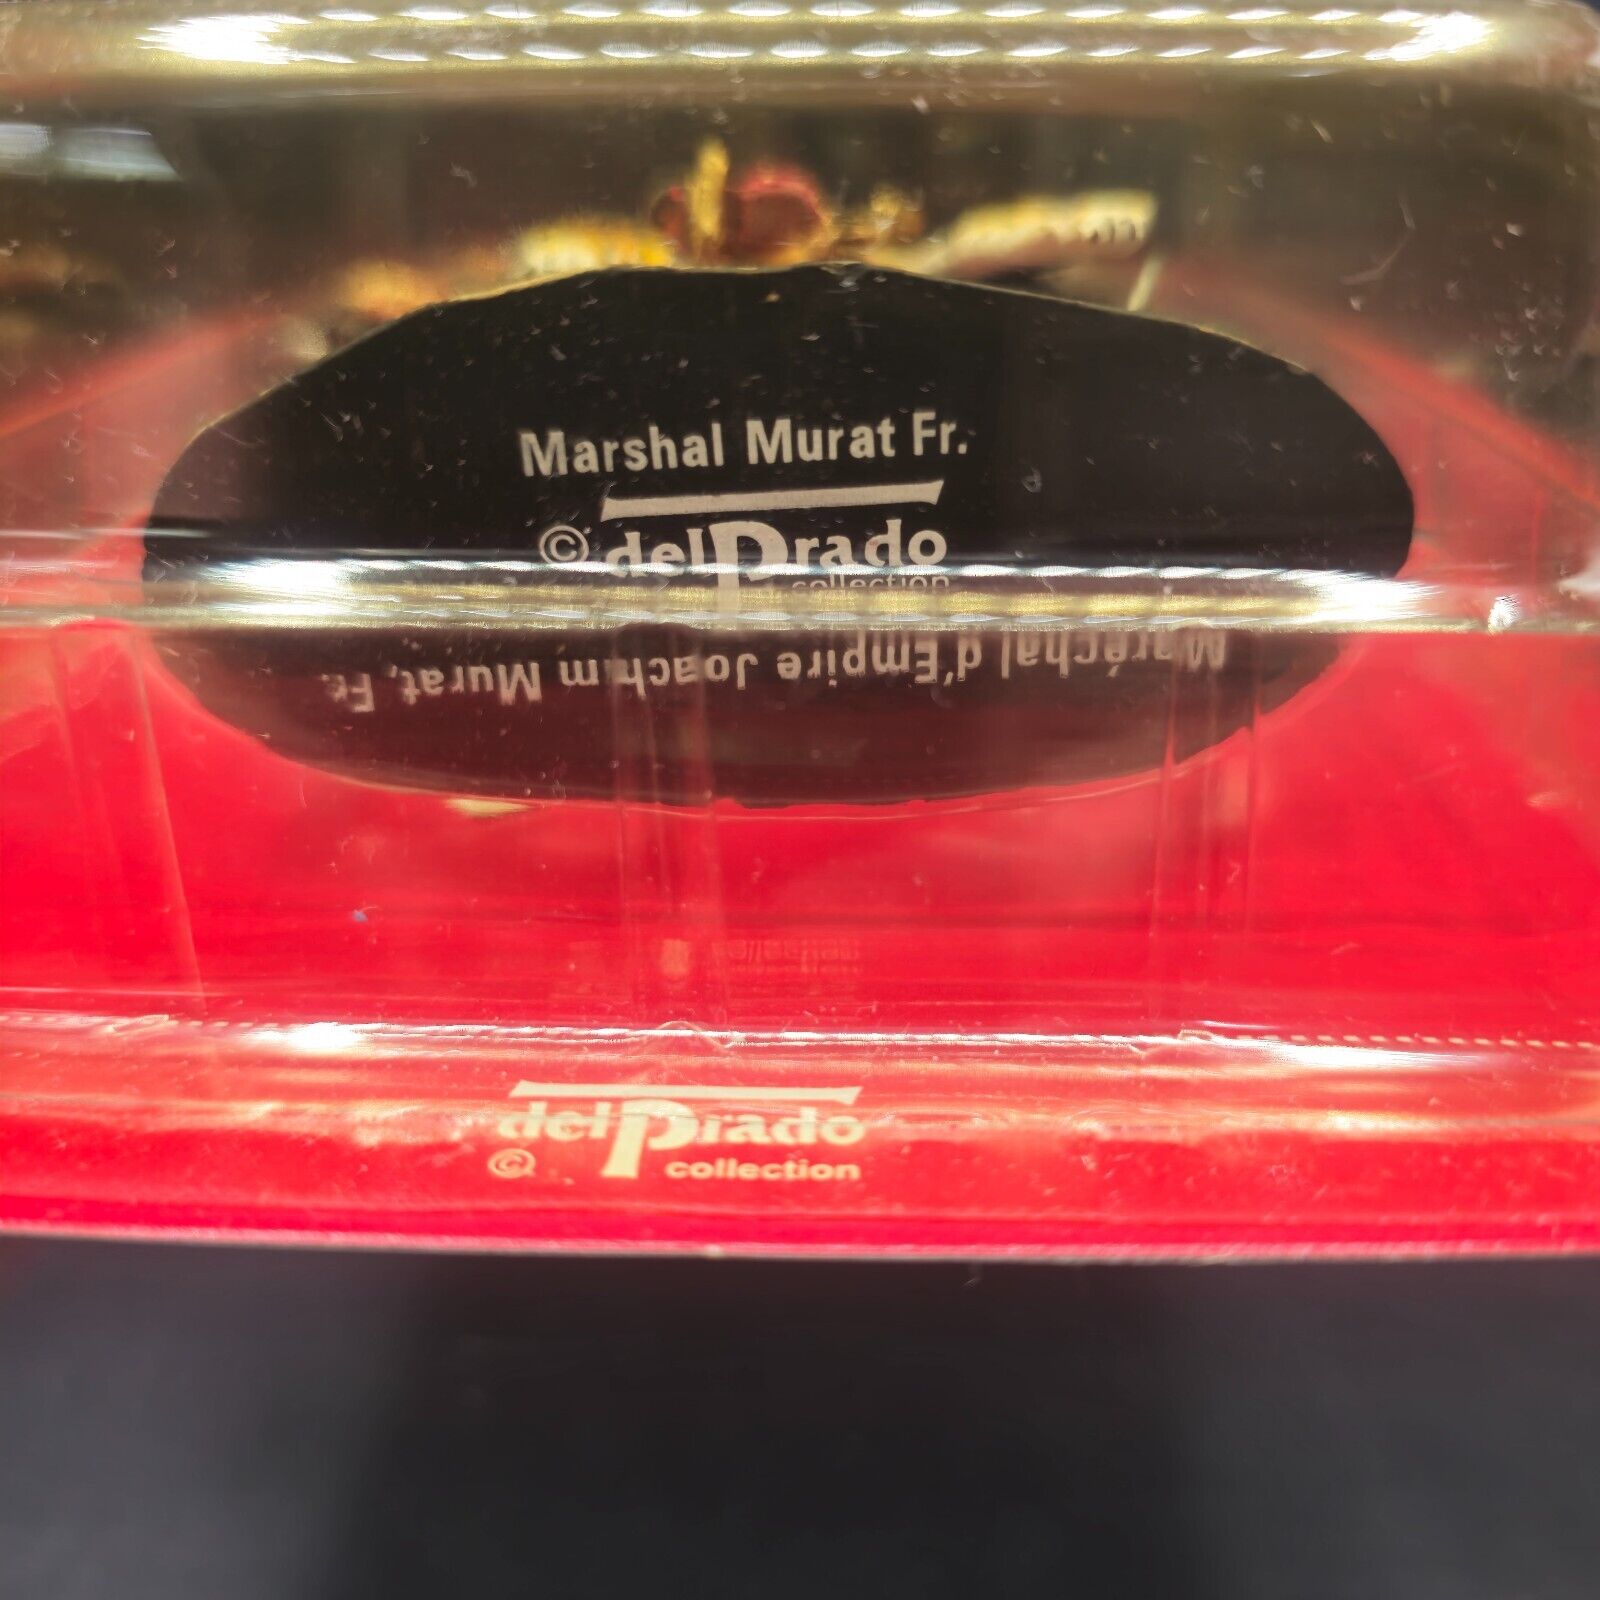 Marshal Murat Fr.
© delPrado
collection
Maréchal d'Empire Joachim Murat, Fr.
delPrado
© collection